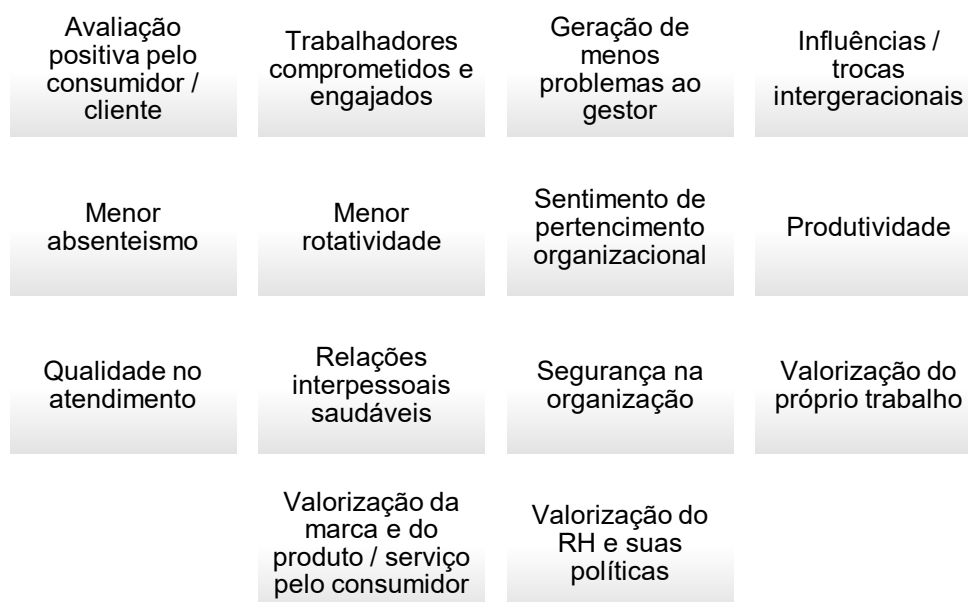 Avaliação
positiva pelo
consumidor /
cliente
Trabalhadores
comprometidos e
engajados
Geração de
menos
problemas ao
gestor
Influências /
trocas
intergeracionais
Menor
absenteismo
Menor
rotatividade
Sentimento de
pertencimento
organizacional
Produtividade
Qualidade no
atendimento
Relações
interpessoais
saudáveis
Segurança na
organização
Valorização do
próprio trabalho
Valorização da
marca e do
produto / serviço
pelo consumidor
Valorização do
RH e suas
políticas